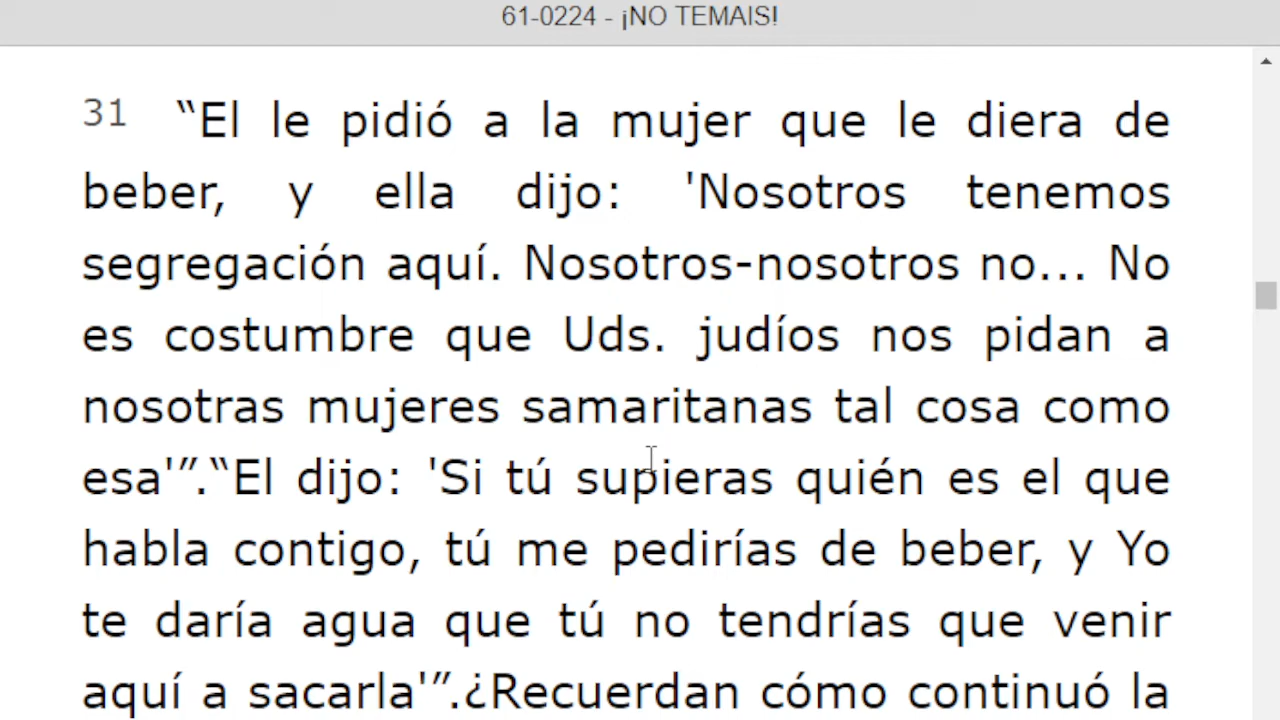 61-0224 - ¡NO TEMAIS!
31 “El le pidió a la mujer que le diera de
beber, y ella dijo: 'Nosotros tenemos
segregación aquí. Nosotros-nosotros no... No
es costumbre que Uds. judíos nos pidan a
nosotras mujeres samaritanas tal cosa como
esa'”.“El dijo: 'Si tú supieras quién es el que
habla contigo, tú me pedirías de beber, y Yo
te daría agua que tú no tendrías que venir
aquí a sacarla'”.¿Recuerdan cómo continuó la